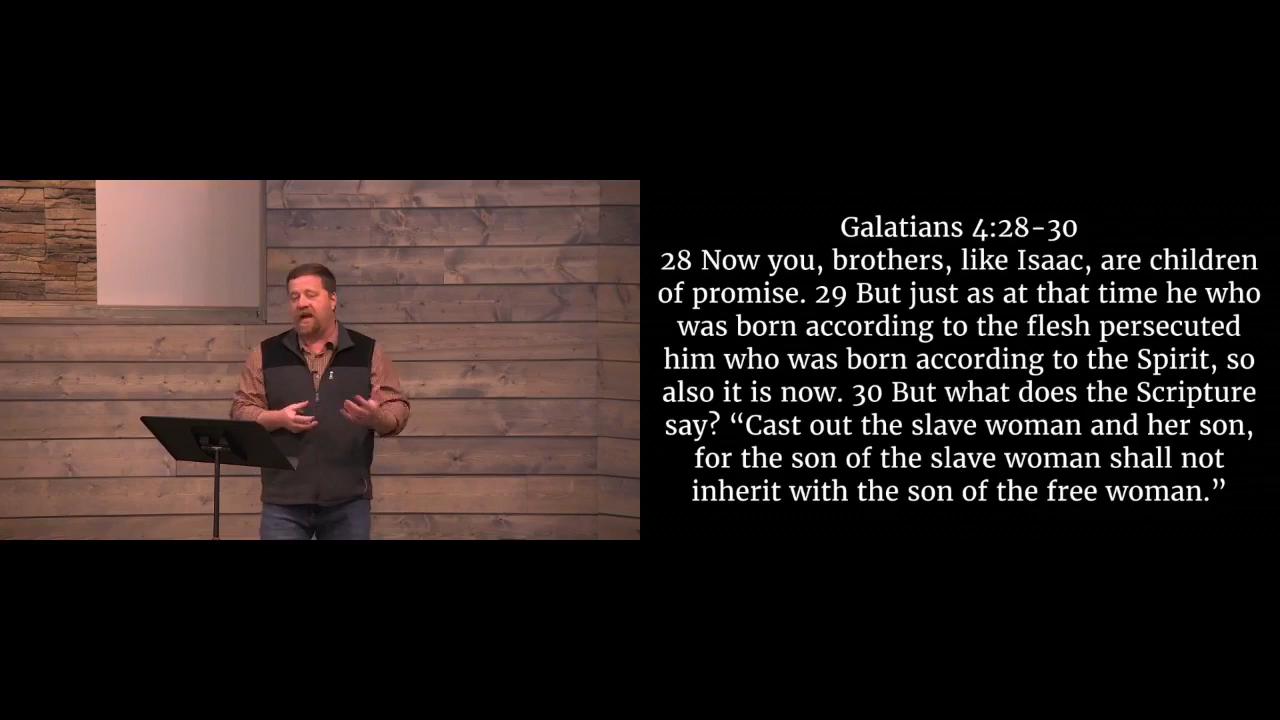 Galatians 4:28-30
28 Now you, brothers, like Isaac, are children
of promise. 29 But just as at that time he who
was born according to the flesh persecuted
him who was born according to the Spirit, so
also it is now. 30 But what does the Scripture
say? “Cast out the slave woman and her son,
for the son of the slave woman shall not
inherit with the son of the free woman.”